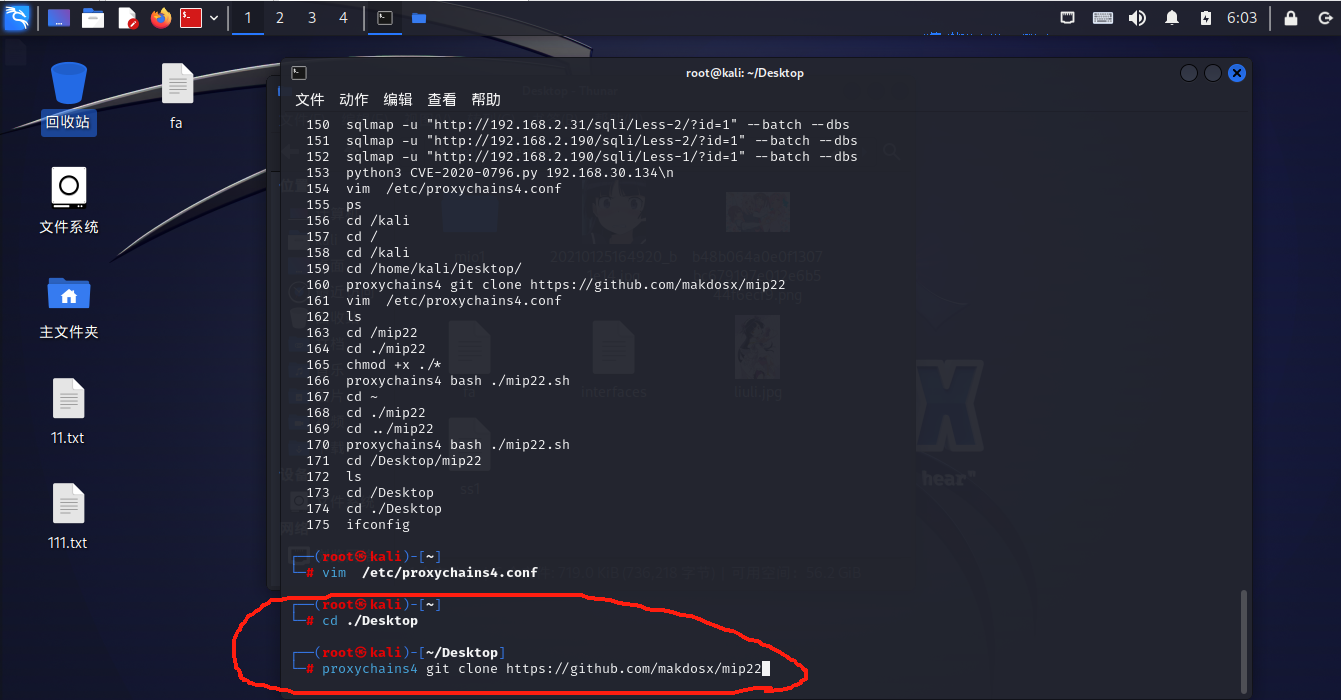 1 2 3 4 6:03
root@kali: ~/Desktop
文件 动作 编辑 查看 帮助
回收站
fa
文件系统
主文件夹
11.txt
111.txt
150 sqlmap -u "http://192.168.2.31/sqli/Less-2/?id=1" --batch --dbs
151 sqlmap -u "http://192.168.2.190/sqli/Less-2/?id=1" --batch --dbs
152 sqlmap -u "http://192.168.2.190/sqli/Less-1/?id=1" --batch --dbs
153 python3 CVE-2020-0796.py 192.168.30.134\n
154 vim  /etc/proxychains4.conf
155 ps
156 cd /kali
157 cd /
158 cd /kali
159 cd /home/kali/Desktop/
160 proxychains4 git clone https://github.com/makdosx/mip22
161 vim  /etc/proxychains4.conf
162 ls
163 cd /mip22
164 cd ./mip22
165 chmod +x ./*
166 proxychains4 bash ./mip22.sh
167 cd ~
168 cd ./mip22
169 cd ../mip22
170 proxychains4 bash ./mip22.sh
171 cd /Desktop/mip22
172 ls
173 cd /Desktop
174 cd ./Desktop
175 ifconfig
┌──(root㉿kali)-[~]
└─# vim  /etc/proxychains4.conf
┌──(root㉿kali)-[~]
└─# cd ./Desktop
┌──(root㉿kali)-[~/Desktop]
└─# proxychains4 git clone https://github.com/makdosx/mip22
interfaces
hear"